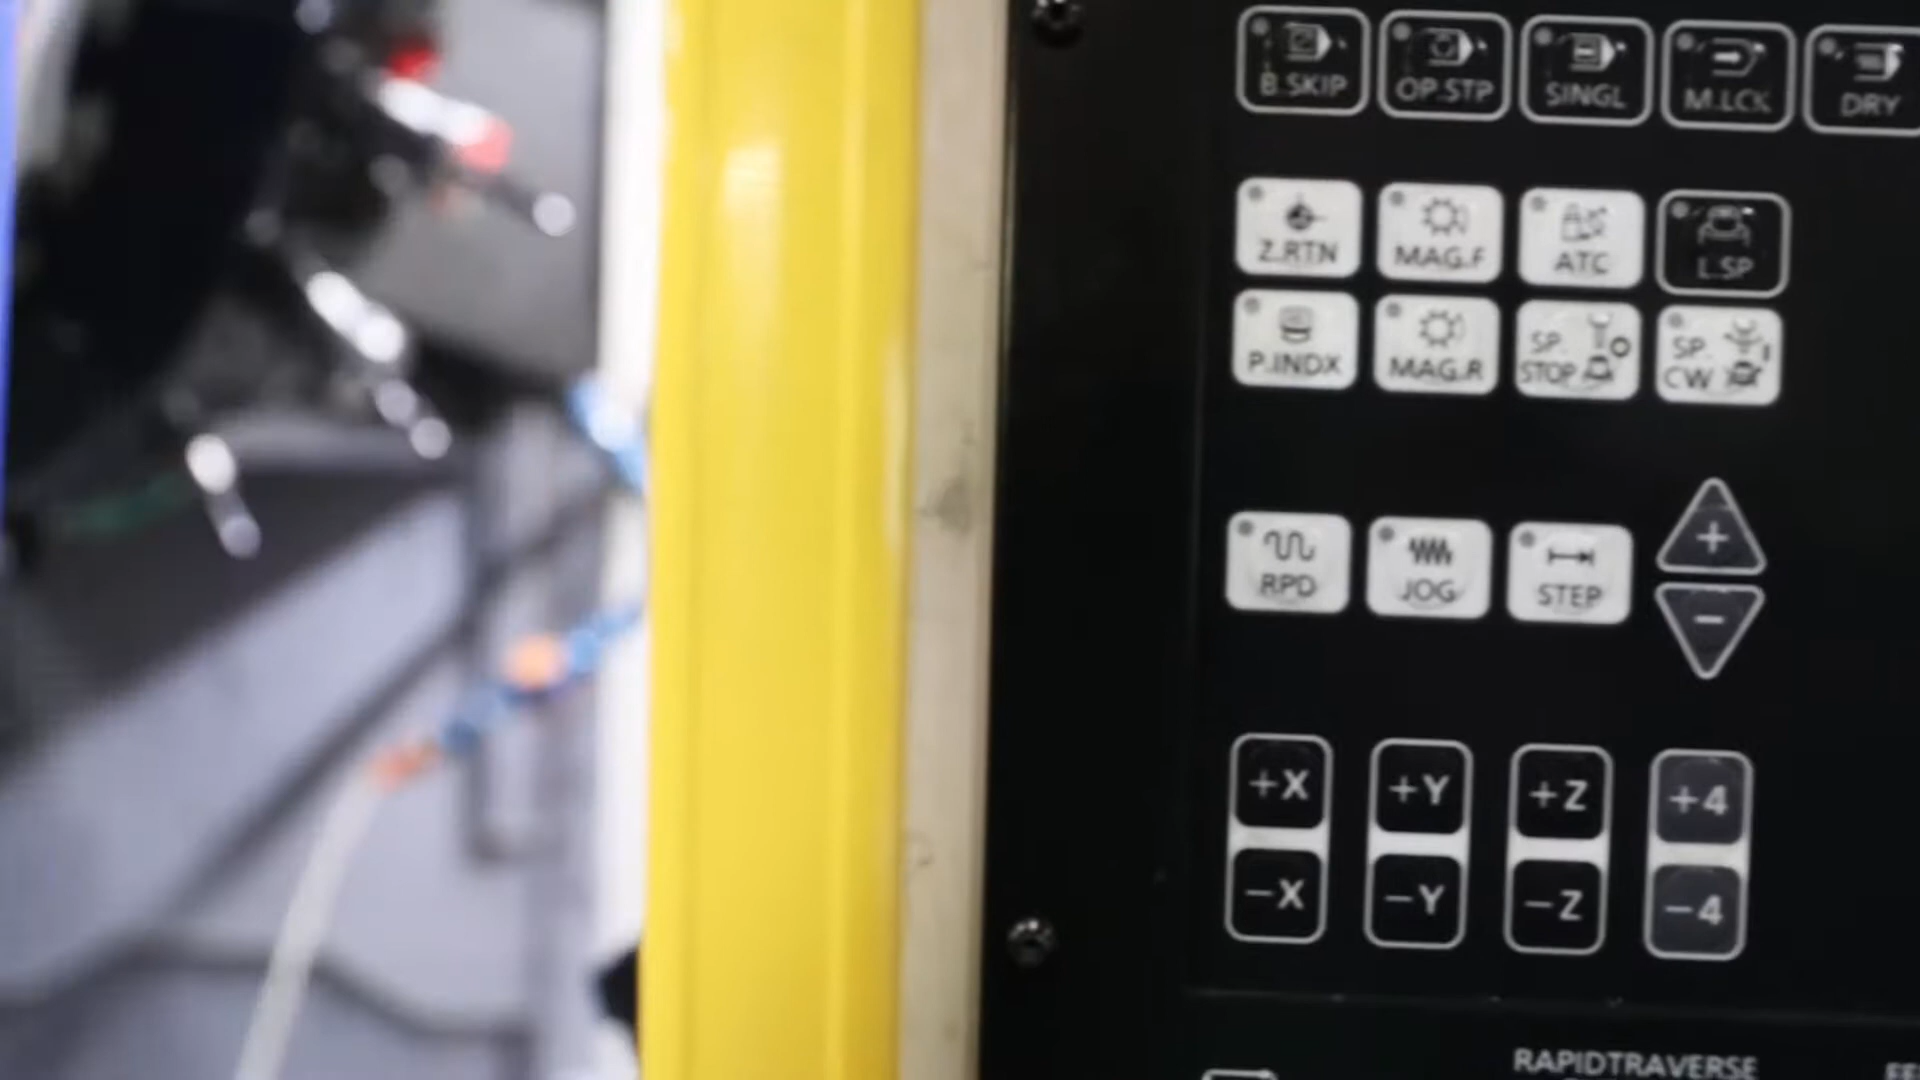 B.SKIP OP.STP SINGL M.LCK DRY
Z.RTN MAG.F ATC L.SP
P.INDX MAG.R SP. STOP SP. CW
RPD JOG STEP +
−
+X +Y +Z +4
−X −Y −Z −4
RAPIDTRAVERSE